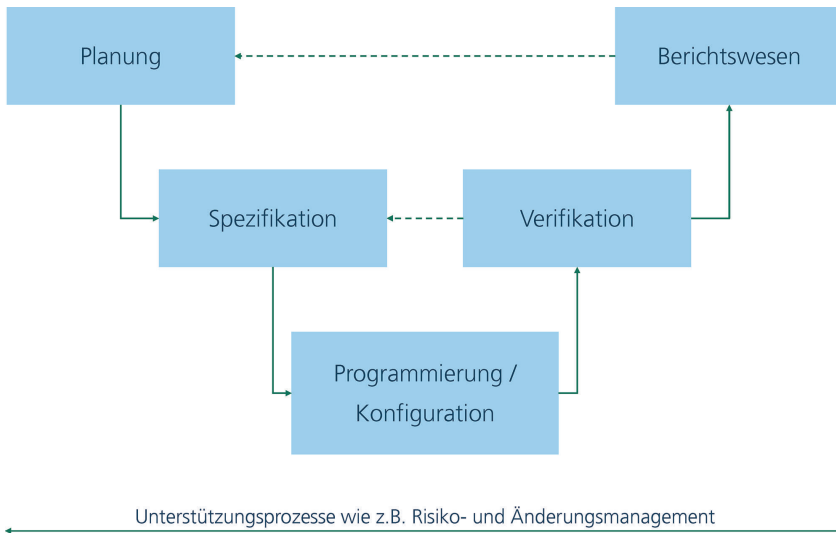 Planung
Berichtswesen
Spezifikation
Verifikation
Programmierung /
Konfiguration
Unterstützungsprozesse wie z.B. Risiko- und Änderungsmanagement